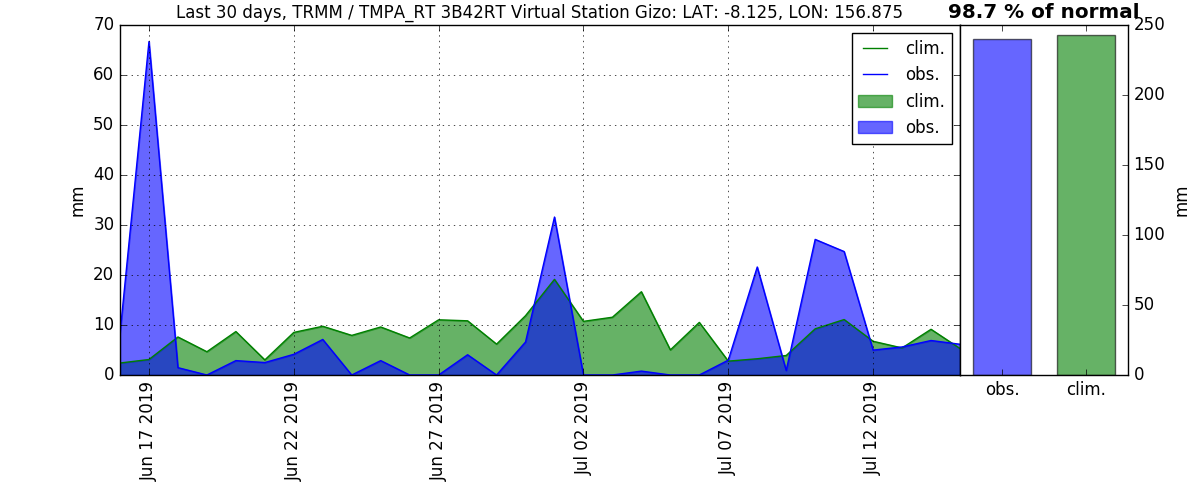 Last 30 days, TRMM / TMPA_RT 3B42RT Virtual Station Gizo: LAT: -8.125, LON: 156.875
98.7 % of normal
70
60
50
40
30
20
10
0
mm
clim.
obs.
clim.
obs.
Jun 17 2019
Jun 22 2019
Jun 27 2019
Jul 02 2019
Jul 07 2019
Jul 12 2019
250
200
150
100
50
0
mm
obs.
clim.